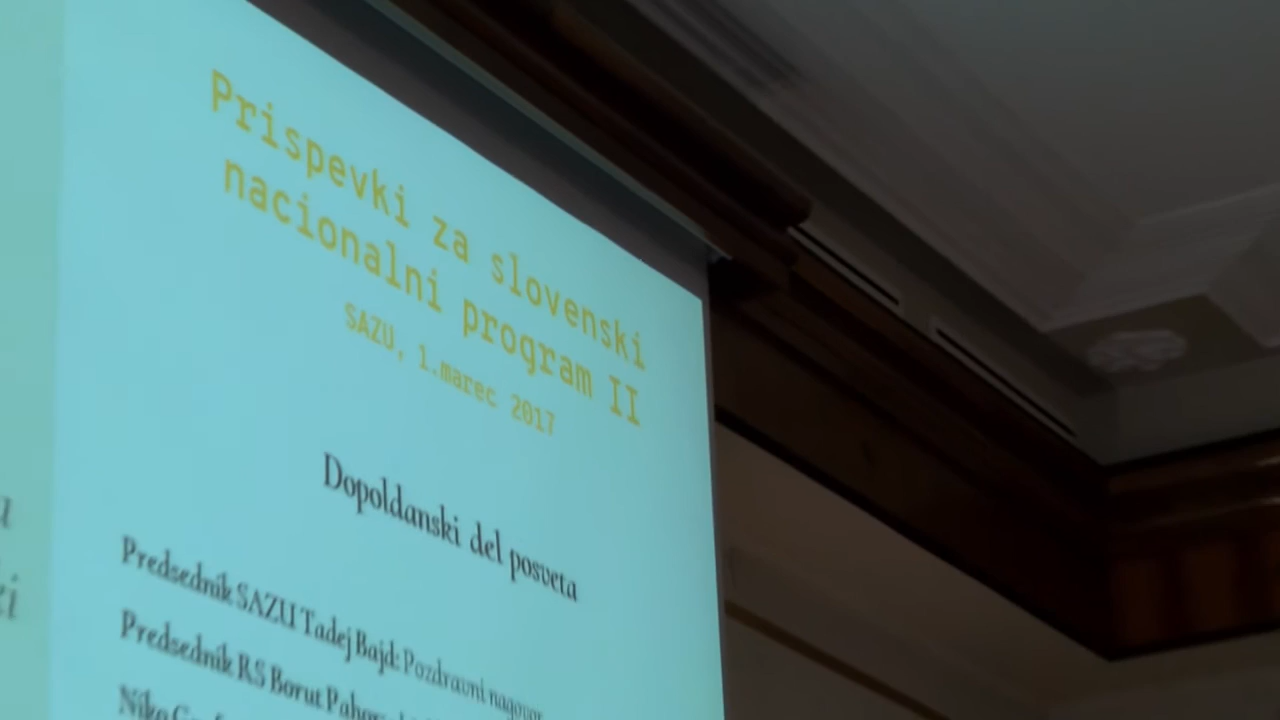 Prispevki za slovenski
nacionalni program II
SAZU, 1.marec 2017
Dopoldanski del posveta
Predsednik SAZU Tadej Bajd: Pozdravni nagovor
Predsednik RS Borut
Niko